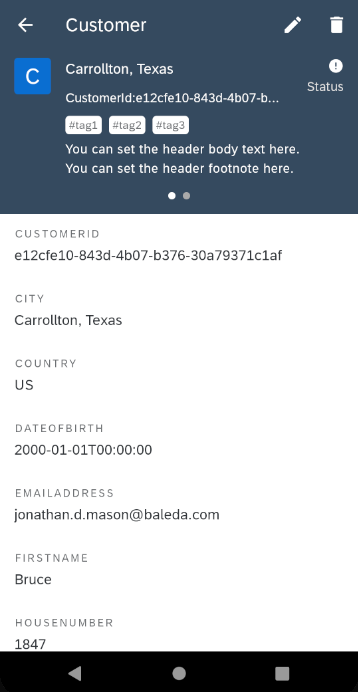 Customer
C
Carrollton, Texas
CustomerId:e12cfe10-843d-4b07-b...
Status
#tag1 #tag2 #tag3
You can set the header body text here.
You can set the header footnote here.
CUSTOMERID
e12cfe10-843d-4b07-b376-30a79371c1af
CITY
Carrollton, Texas
COUNTRY
US
DATEOFBIRTH
2000-01-01T00:00:00
EMAILADDRESS
jonathan.d.mason@baleda.com
FIRSTNAME
Bruce
HOUSENUMBER
1847